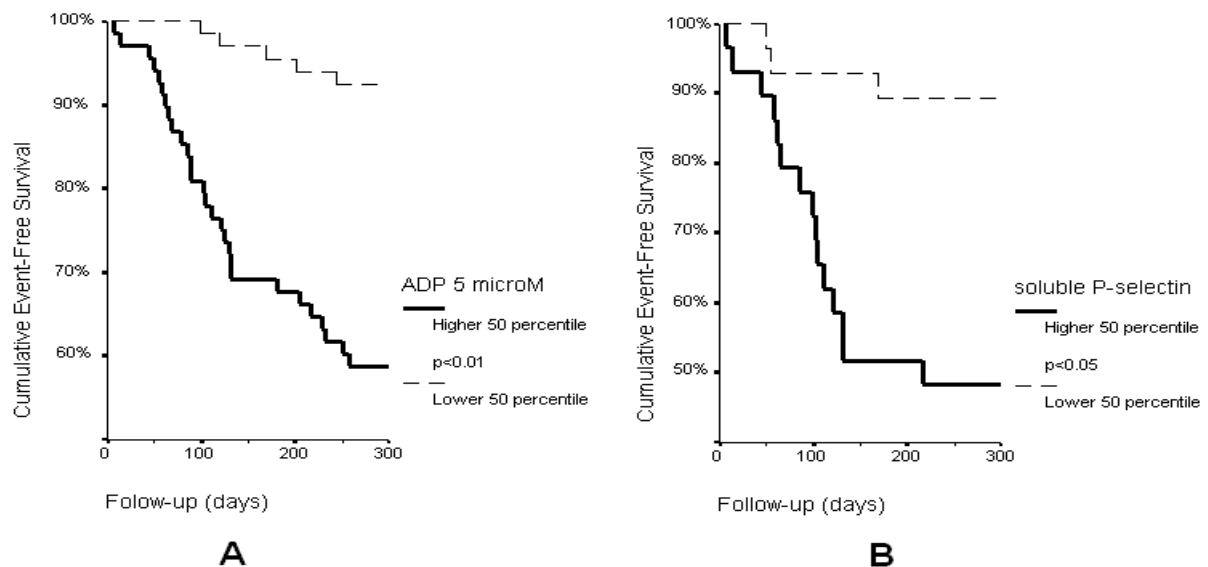 100%
90%
80%
70%
60%
Cumulative Event-Free Survival
0
100
200
300
Folow-up (days)
ADP 5 microM
Higher 50 percentile
p<0.01
Lower 50 percentile
A
100%
90%
80%
70%
60%
50%
Cumulative Event-Free Survival
0
100
200
300
Follow-up (days)
soluble P-selectin
Higher 50 percentile
p<0.05
Lower 50 percentile
B